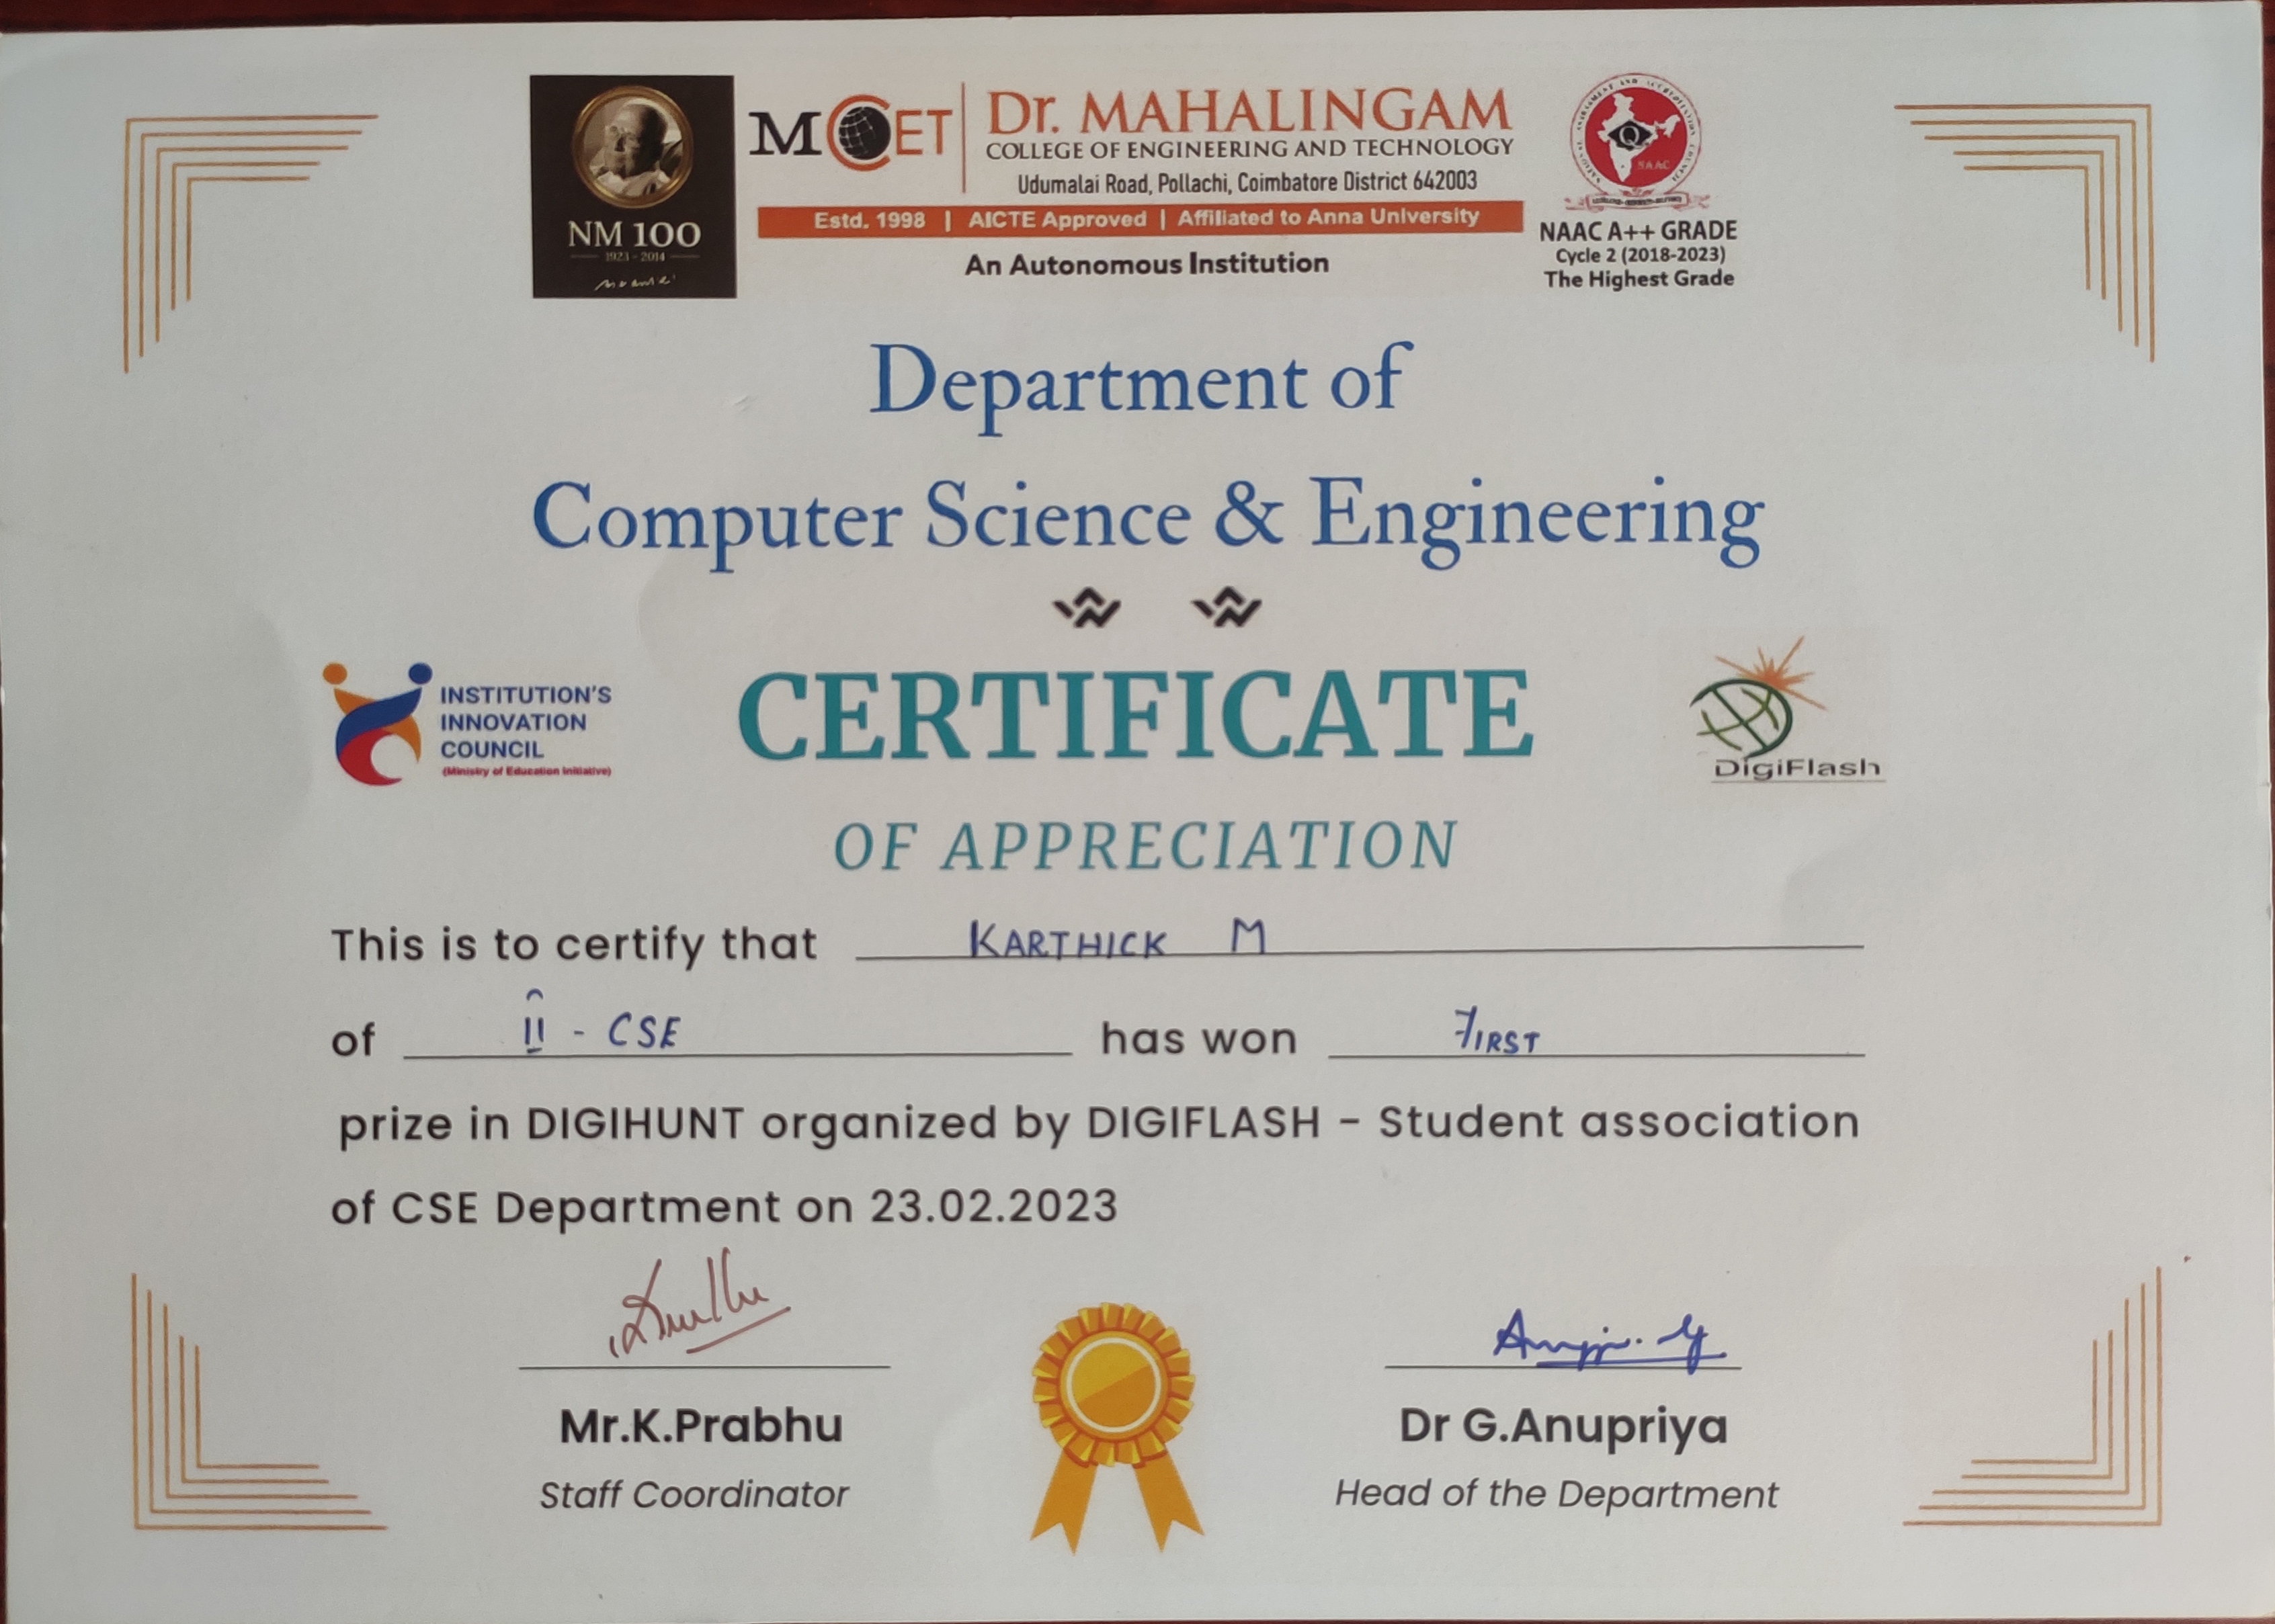 NM 100
1923 - 2014
MCET
Dr. MAHALINGAM
COLLEGE OF ENGINEERING AND TECHNOLOGY
Udumalai Road, Pollachi, Coimbatore District 642003
Estd. 1998 | AICTE Approved | Affiliated to Anna University
An Autonomous Institution
NAAC
NAAC A++ GRADE
Cycle 2 (2018-2023)
The Highest Grade
Department of
Computer Science & Engineering
INSTITUTION'S
INNOVATION
COUNCIL
(Ministry of Education Initiative)
CERTIFICATE
DigiFlash
OF APPRECIATION
This is to certify that KARTHICK M
of II - CSE has won FIRST
prize in DIGIHUNT organized by DIGIFLASH - Student association
of CSE Department on 23.02.2023
Mr.K.Prabhu
Staff Coordinator
Dr G.Anupriya
Head of the Department